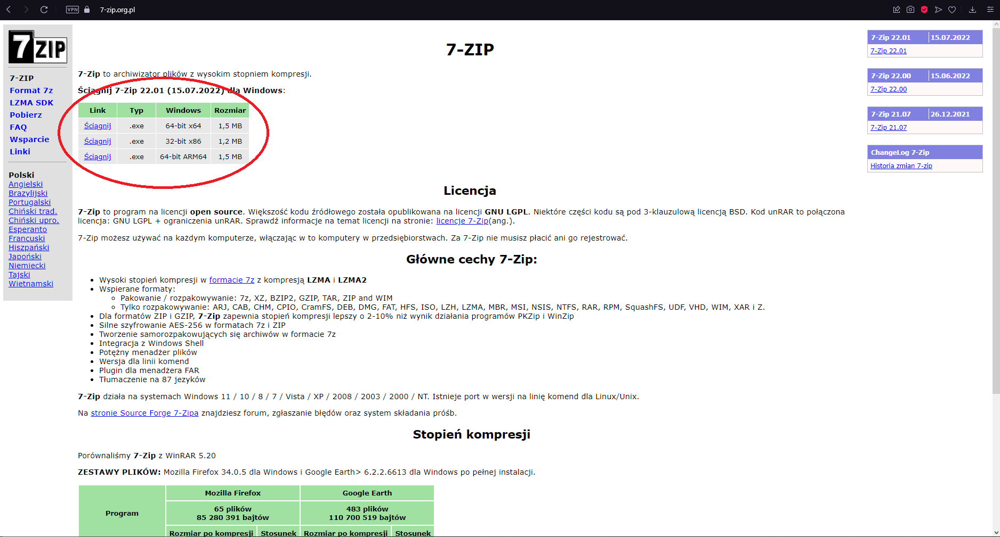 VPN
7-zip.org.pl
7ZIP
7-ZIP
Format 7z
LZMA SDK
Pobierz
FAQ
Wsparcie
Linki
Polski
Angielski
Brazylijski
Portugalski
Chiński trad.
Chiński upro.
Esperanto
Francuski
Hiszpański
Japoński
Niemiecki
Tajski
Wietnamski
7-ZIP
7-Zip to archiwizator plików z wysokim stopniem kompresji.
Ściągnij 7-Zip 22.01 (15.07.2022) dla Windows:
Link Typ Windows Rozmiar
Ściągnij .exe 64-bit x64 1,5 MB
Ściągnij .exe 32-bit x86 1,2 MB
Ściągnij .exe 64-bit ARM64 1,5 MB
Licencja
7-Zip to program na licencji open source. Większość kodu źródłowego została opublikowana na licencji GNU LGPL. Niektóre części kodu są pod 3-klauzulową licencją BSD. Kod unRAR to połączona
licencja: GNU LGPL + ograniczenia unRAR. Sprawdź informacje na temat licencji na stronie: licencje 7-Zip(ang.).
7-Zip możesz używać na każdym komputerze, włączając w to komputery w przedsiębiorstwach. Za 7-Zip nie musisz płacić ani go rejestrować.
Główne cechy 7-Zip:
Wysoki stopień kompresji w formacie 7z z kompresją LZMA i LZMA2
Wspierane formaty:
Pakowanie / rozpakowywanie: 7z, XZ, BZIP2, GZIP, TAR, ZIP and WIM
Tylko rozpakowywanie: ARJ, CAB, CHM, CPIO, CramFS, DEB, DMG, FAT, HFS, ISO, LZH, LZMA, MBR, MSI, NSIS, NTFS, RAR, RPM, SquashFS, UDF, VHD, WIM, XAR i Z.
Dla formatów ZIP i GZIP, 7-Zip zapewnia stopień kompresji lepszy o 2-10% niż wynik działania programów PKZip i WinZip
Silne szyfrowanie AES-256 w formatach 7z i ZIP
Tworzenie samorozpakowujących się archiwów w formacie 7z
Integracja z Windows Shell
Potężny menadżer plików
Wersja dla linii komend
Plugin dla menadżera FAR
Tłumaczenie na 87 jezyków
7-Zip działa na systemach Windows 11 / 10 / 8 / 7 / Vista / XP / 2008 / 2003 / 2000 / NT. Istnieje port w wersji na linię komend dla Linux/Unix.
Na stronie Source Forge 7-Zipa znajdziesz forum, zgłaszanie błędów oraz system składania próśb.
Stopień kompresji
Porównaliśmy 7-Zip z WinRAR 5.20
ZESTAWY PLIKÓW: Mozilla Firefox 34.0.5 dla Windows i Google Earth> 6.2.2.6613 dla Windows po pełnej instalacji.
Program Mozilla Firefox Google Earth
65 plików 483 plików
85 280 391 bajtów 110 700 519 bajtów
Rozmiar po kompresji Stosunek Rozmiar po kompresji Stosunek
7-Zip 22.01 15.07.2022
7-Zip 22.01
7-Zip 22.00 15.06.2022
7-Zip 22.00
7-Zip 21.07 26.12.2021
7-Zip 21.07
ChangeLog 7-Zip
Historia zmian 7-zip